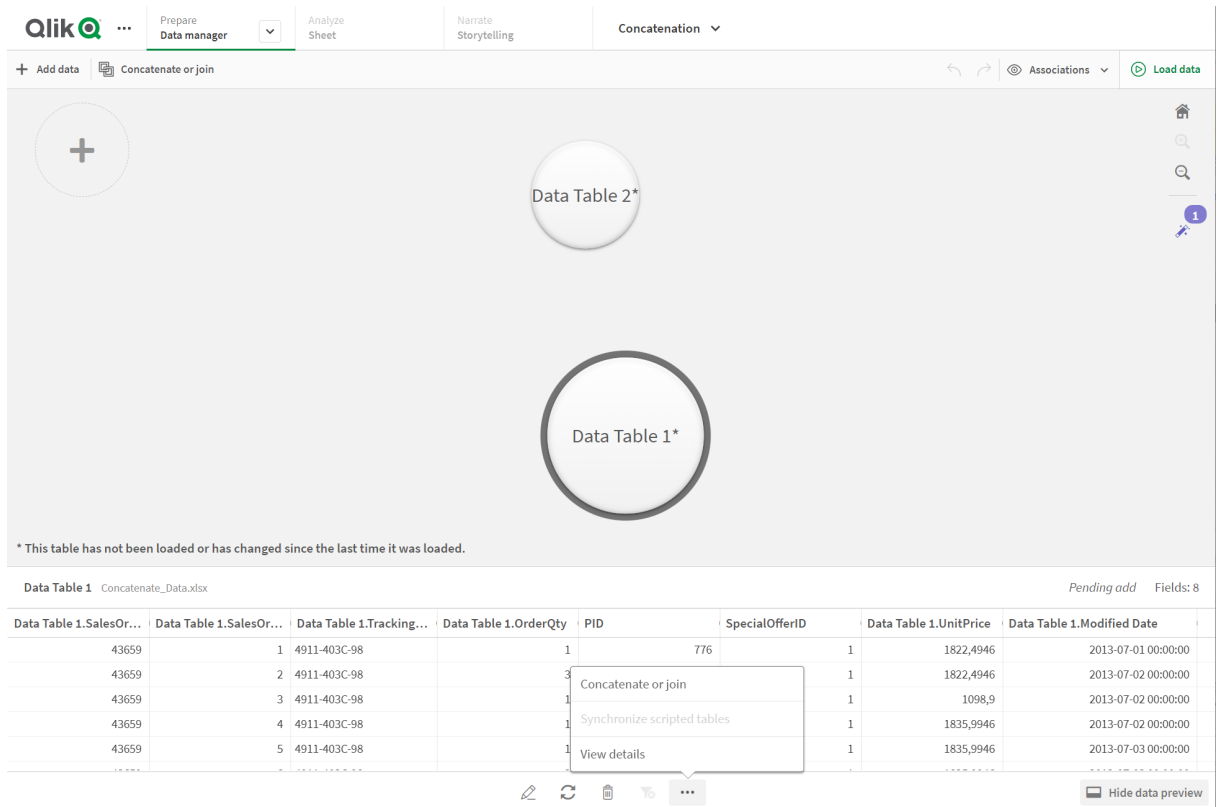 Qlik
Prepare
Data manager
Analyze
Sheet
Narrate
Storytelling
Concatenation
Add data
Concatenate or join
Associations
Load data
1
Data Table 2*
Data Table 1*
* This table has not been loaded or has changed since the last time it was loaded.
Data Table 1 Concatenate_Data.xlsx Pending add Fields: 8
Data Table 1.SalesOr... Data Table 1.SalesOr... Data Table 1.Tracking... Data Table 1.OrderQty PID SpecialOfferID Data Table 1.UnitPrice Data Table 1.Modified Date
43659 1 4911-403C-98 1 776 1 1822,4946 2013-07-01 00:00:00
43659 2 4911-403C-98 3 1 1822,4946 2013-07-02 00:00:00
43659 3 4911-403C-98 1 1 1098,9 2013-07-02 00:00:00
43659 4 4911-403C-98 1 1 1835,9946 2013-07-02 00:00:00
43659 5 4911-403C-98 1 1 1835,9946 2013-07-03 00:00:00
Concatenate or join
Synchronize scripted tables
View details
Hide data preview